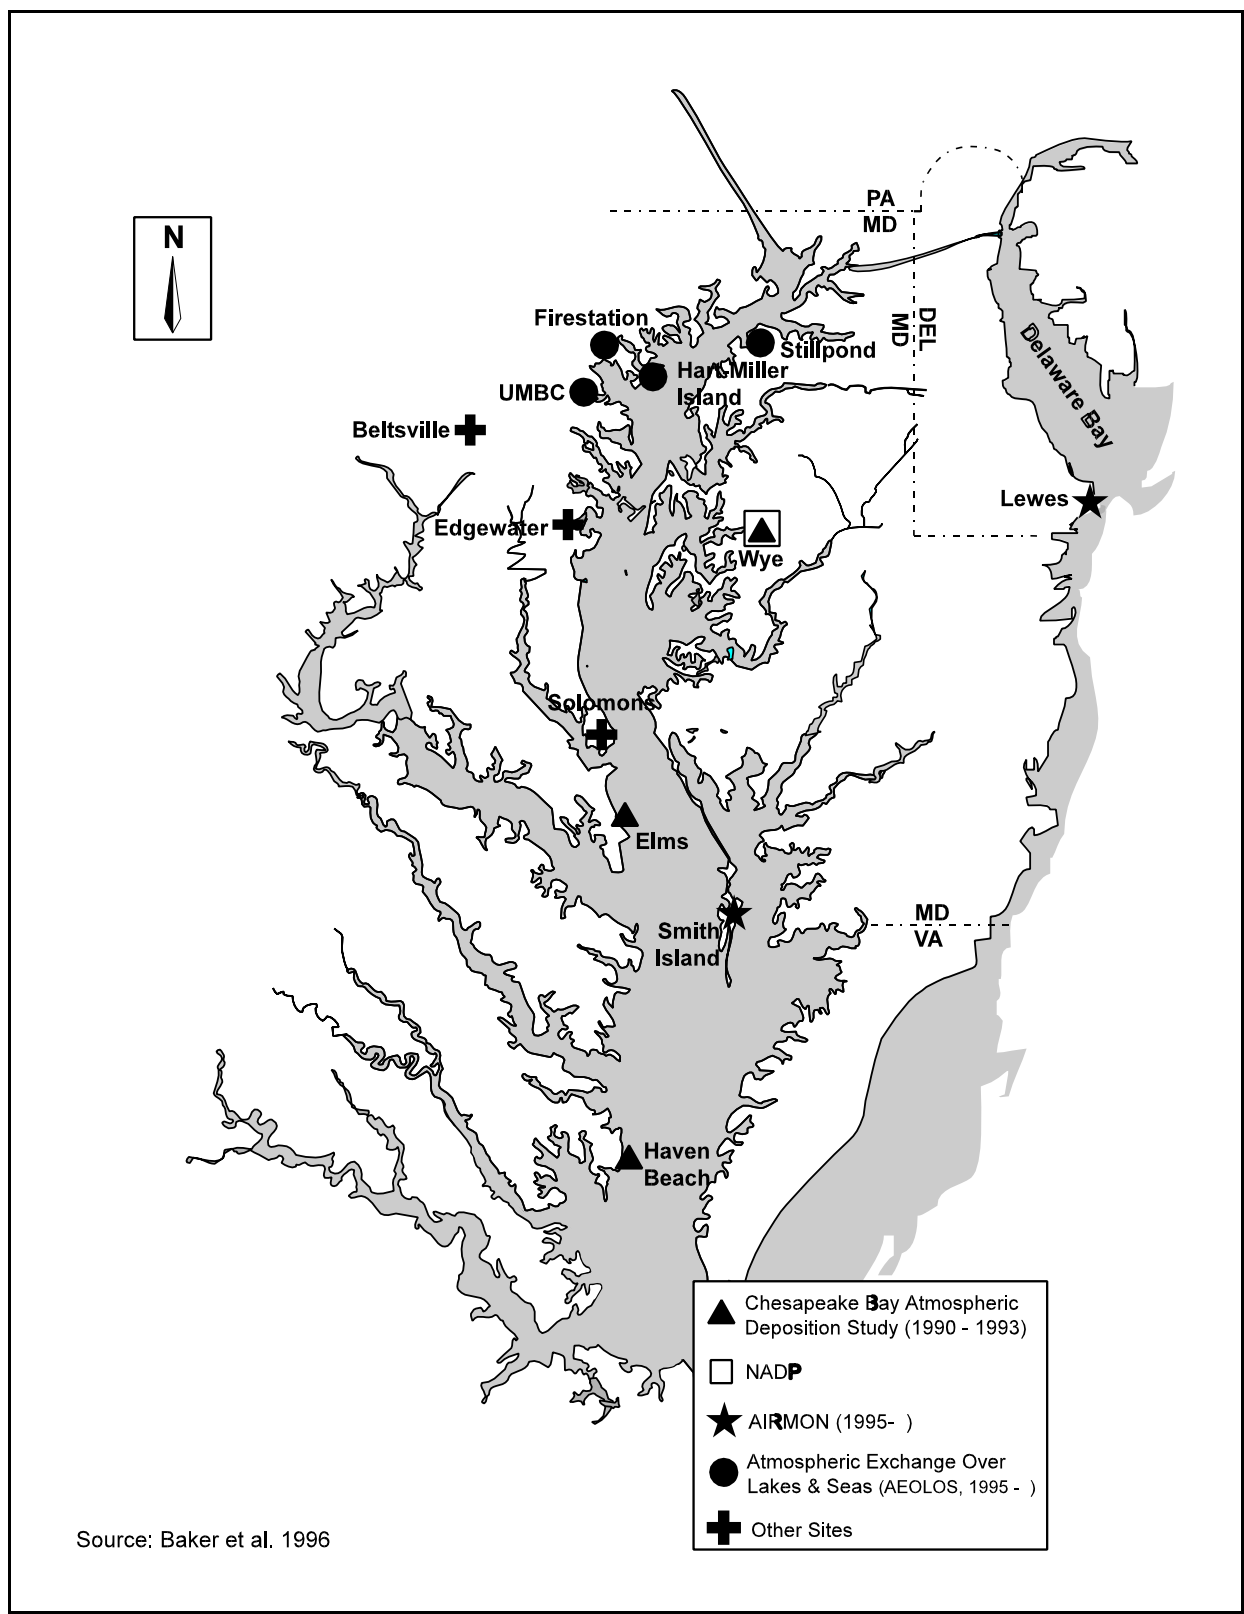 PA
MD
N
DEL
MD
Firestation
Stillpond
Hart-Miller
Island
UMBC
Delaware Bay
Beltsville
Lewes
Edgewater
Wye
Solomons
Elms
MD
VA
Smith
Island
Haven
Beach
Chesapeake Bay Atmospheric
Deposition Study (1990 - 1993)
NADP
AIRMON (1995- )
Atmospheric Exchange Over
Lakes & Seas (AEOLOS, 1995 - )
Other Sites
Source: Baker et al. 1996